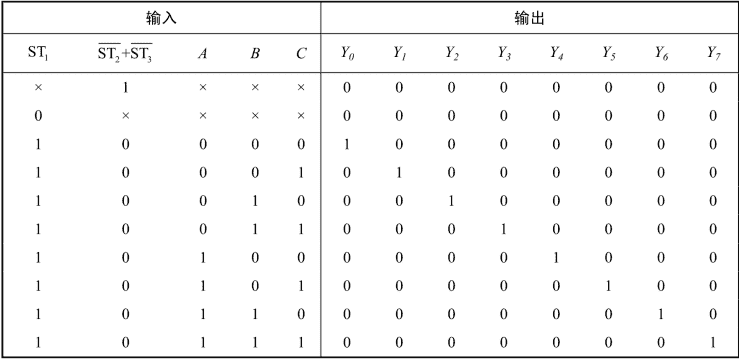 输入 输出
ST₁ S̅T̅₂+S̅T̅₃ A B C Y₀ Y₁ Y₂ Y₃ Y₄ Y₅ Y₆ Y₇
× 1 × × × 0 0 0 0 0 0 0 0
0 × × × × 0 0 0 0 0 0 0 0
1 0 0 0 0 1 0 0 0 0 0 0 0
1 0 0 0 1 0 1 0 0 0 0 0 0
1 0 0 1 0 0 0 1 0 0 0 0 0
1 0 0 1 1 0 0 0 1 0 0 0 0
1 0 1 0 0 0 0 0 0 1 0 0 0
1 0 1 0 1 0 0 0 0 0 1 0 0
1 0 1 1 0 0 0 0 0 0 0 1 0
1 0 1 1 1 0 0 0 0 0 0 0 1